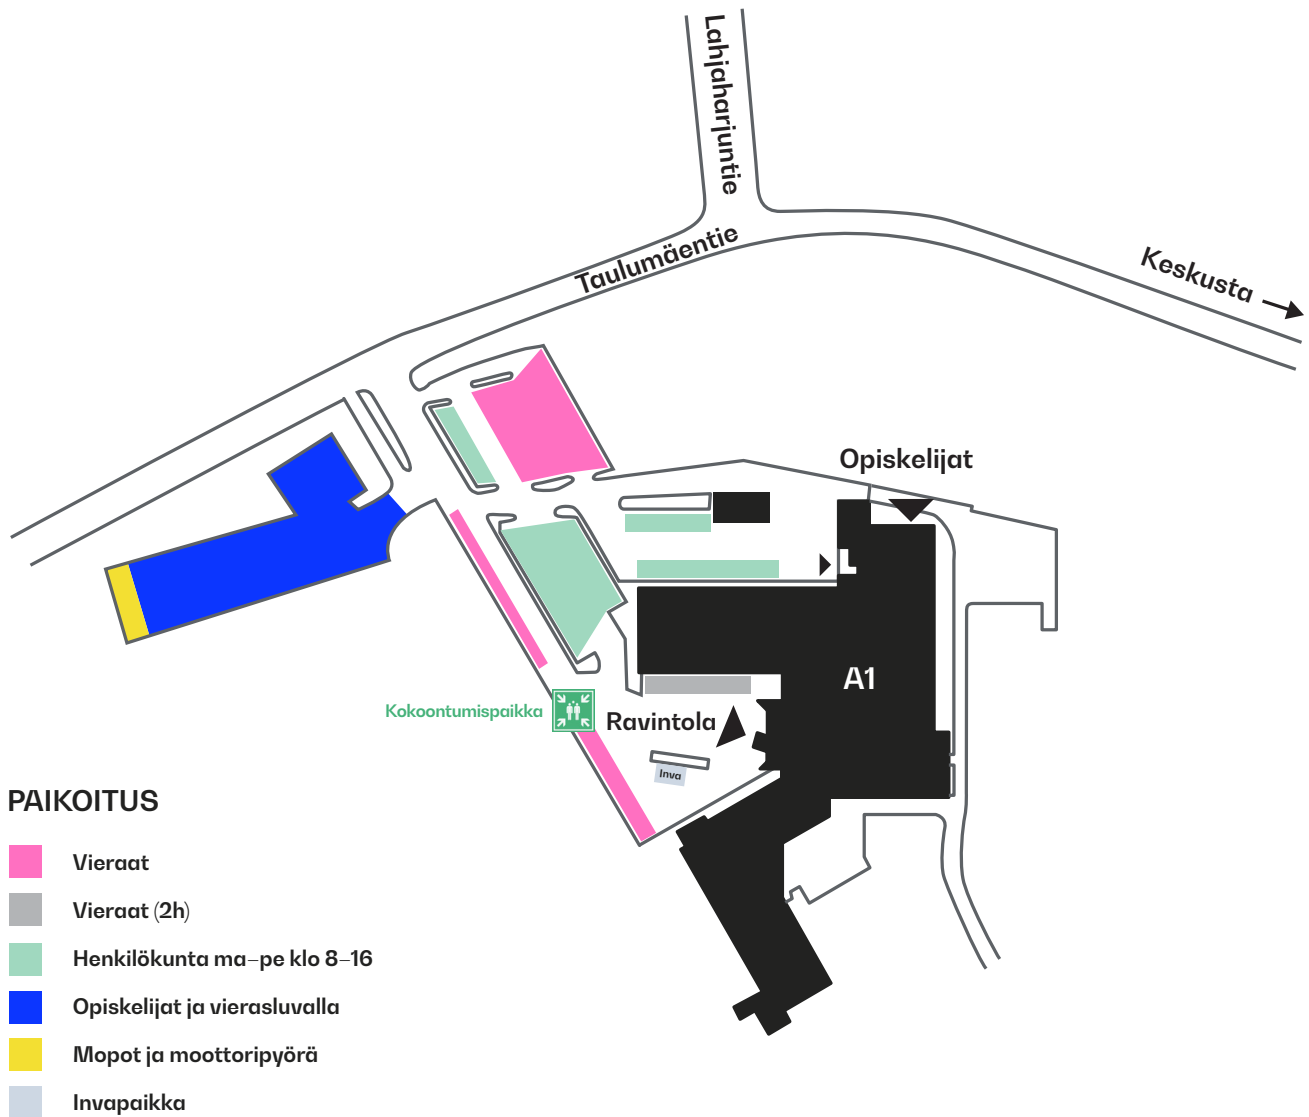 Lahjaharjuntie
Taulumäentie
Keskusta
Opiskelijat
A1
Kokoontumispaikka
Ravintola
Inva
PAIKOITUS
Vieraat
Vieraat (2h)
Henkilökunta ma–pe klo 8–16
Opiskelijat ja vierasluvalla
Mopot ja moottoripyörä
Invapaikka